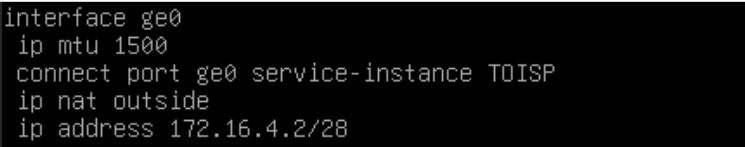 interface ge0
ip mtu 1500
connect port ge0 service-instance TOISP
ip nat outside
ip address 172.16.4.2/28